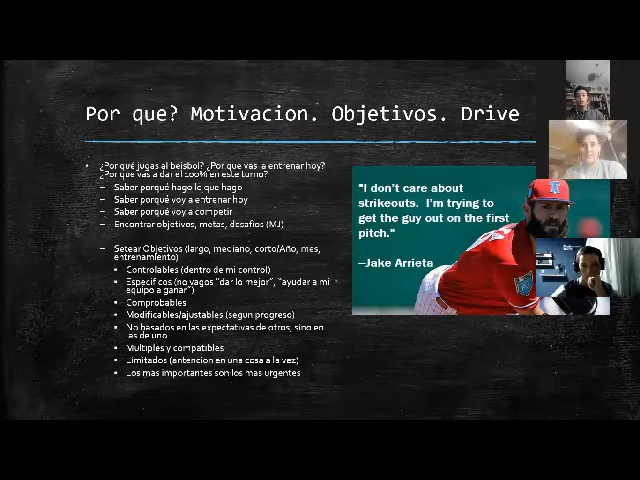 Por que? Motivacion. Objetivos. Drive
¿Por qué jugas al beisbol? ¿Por que vas a entrenar hoy?
¿Por que vas a dar el 100% en este turno?
Saber porqué hago lo que hago
Saber porqué voy a entrenar hoy
Saber porqué voy a competir
Encontrar objetivos, metas, desafios (MJ)
Setear Objetivos (largo, mediano, corto/Año, mes,
entrenamiento)
Controlables (dentro de mi control)
Especificos (no vagos "dar lo mejor", "ayudar a mi
equipo a ganar")
Comprobables
Modificables/ajustables (segun progreso)
No basados en las expectativas de otros, sino en
las de uno
Multiples y compatibles
Limitados (antencion en una cosa a la vez)
Los mas importantes son los mas urgentes
"I don't care about
strikeouts. I'm trying to
get the guy out on the first
pitch."
—Jake Arrieta